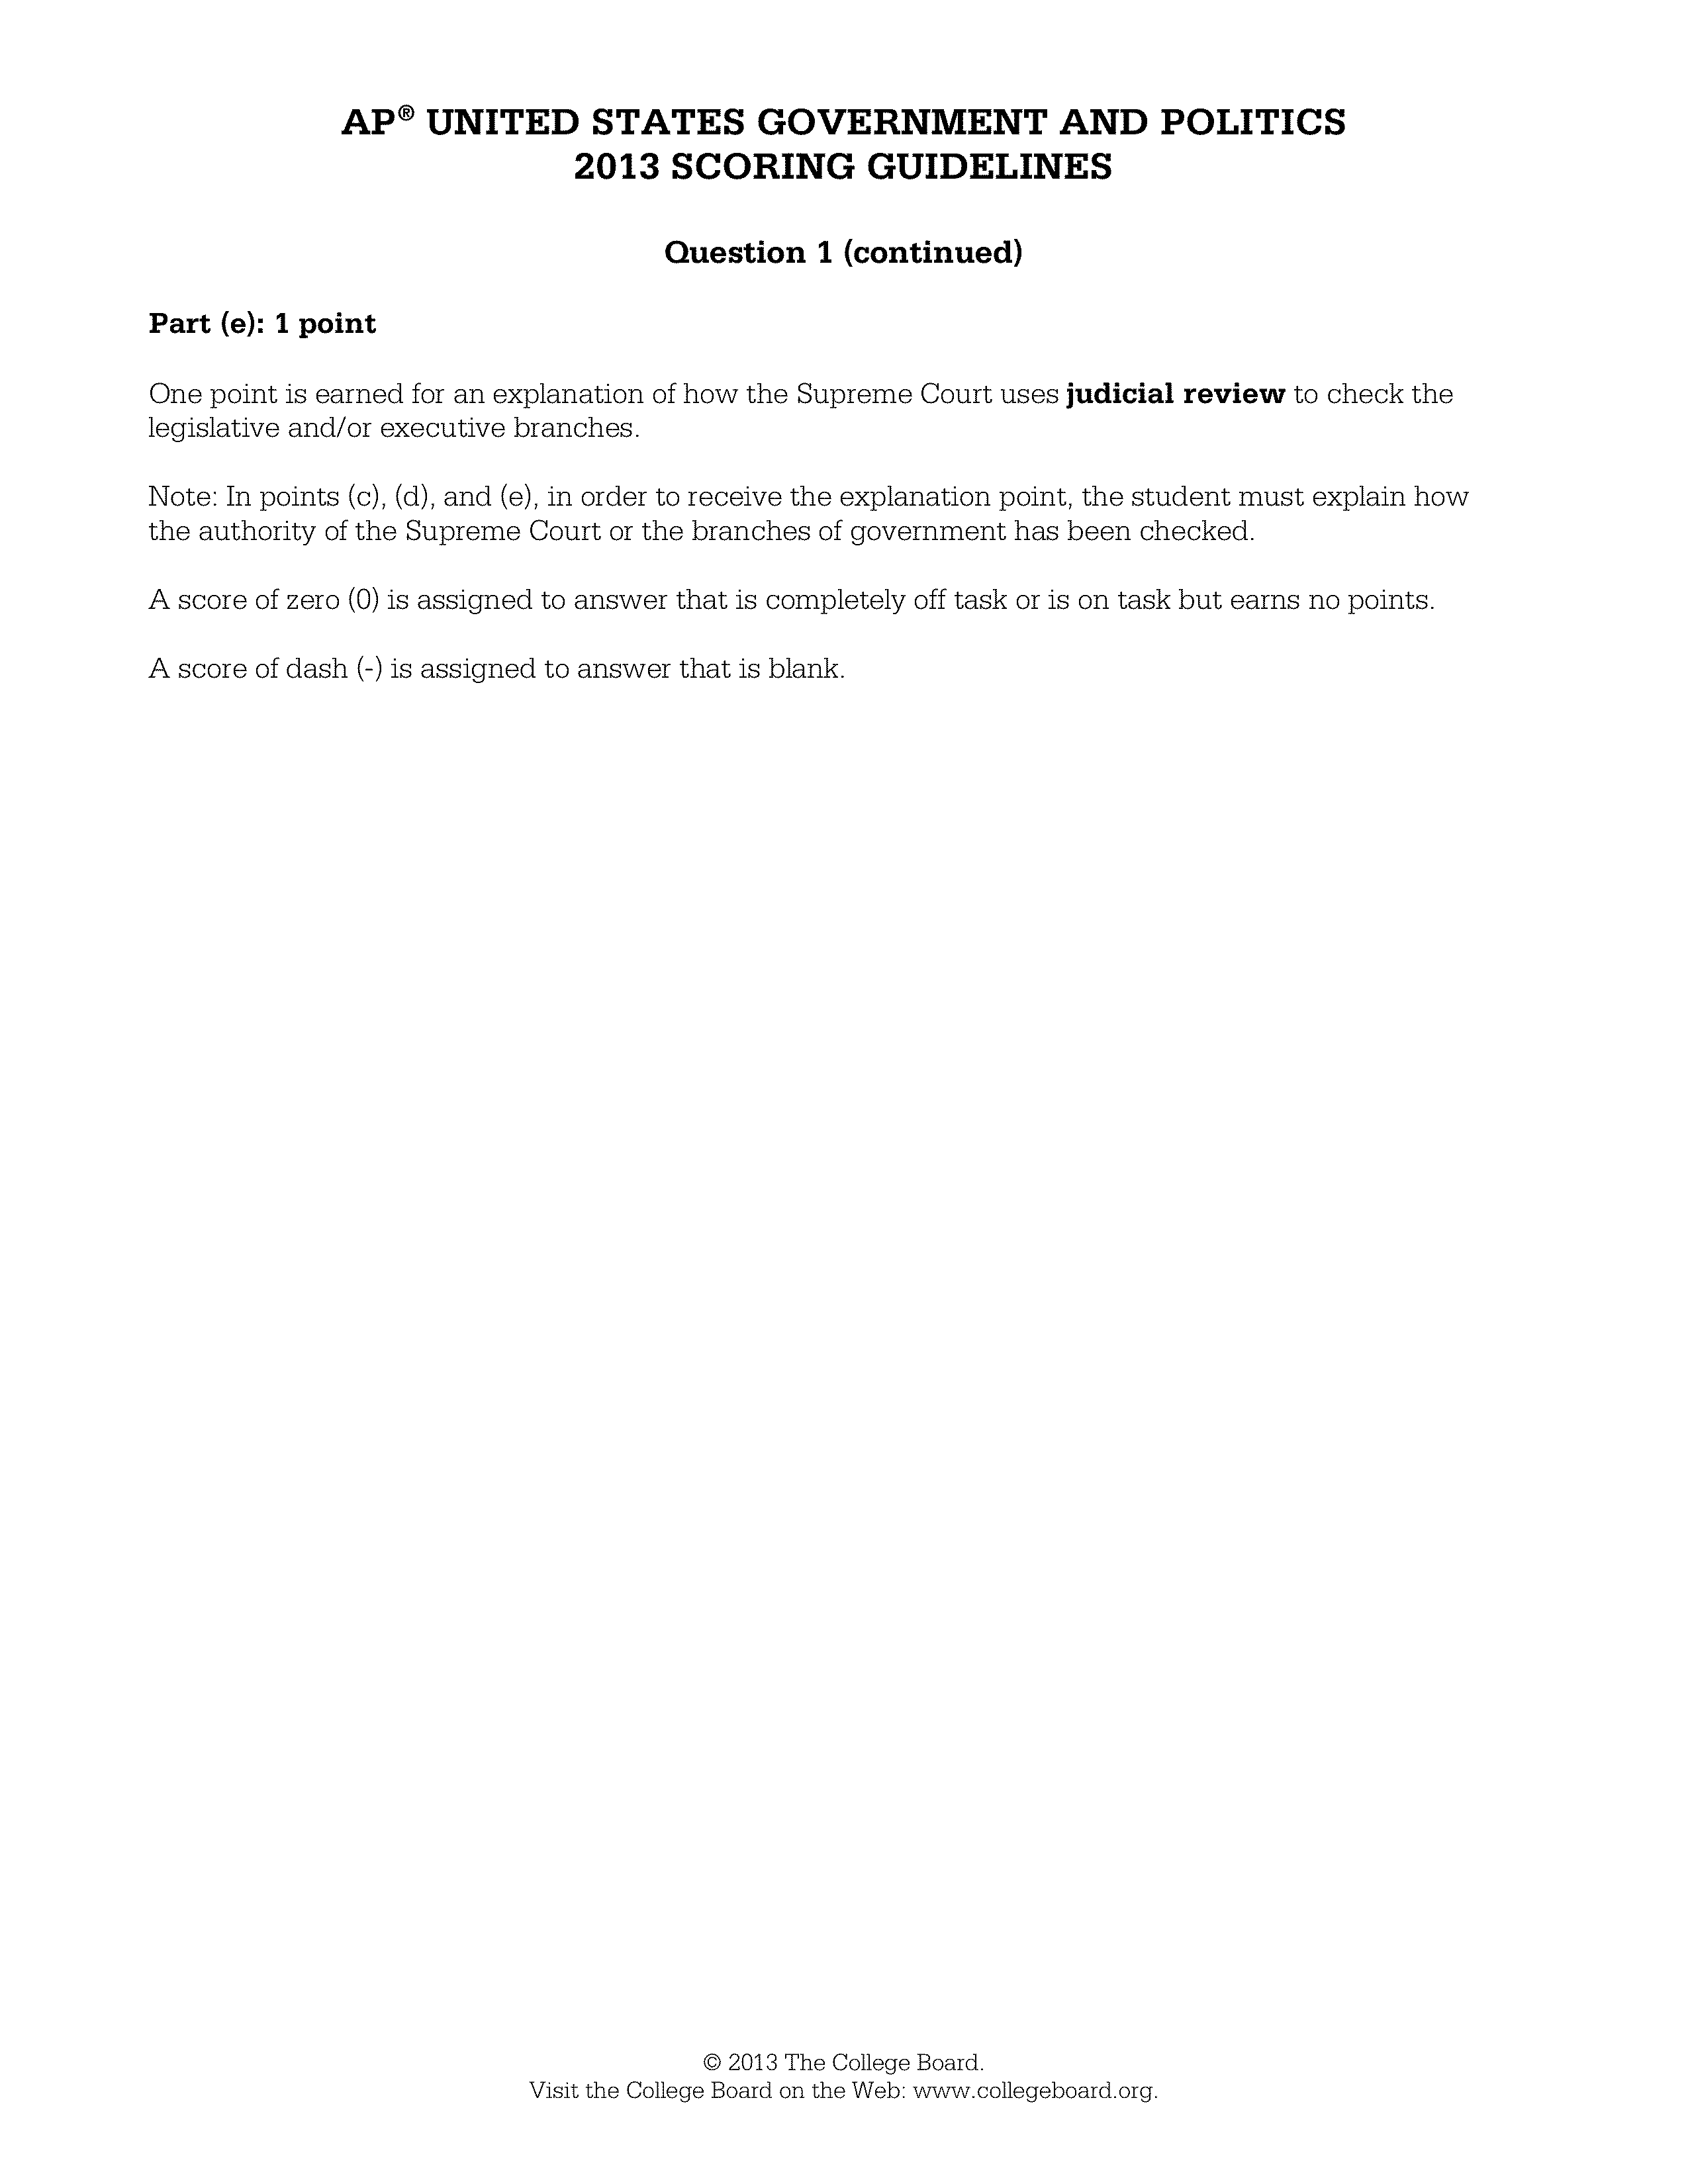 AP® UNITED STATES GOVERNMENT AND POLITICS
2013 SCORING GUIDELINES
Question 1 (continued)
Part (e): 1 point
One point is earned for an explanation of how the Supreme Court uses judicial review to check the
legislative and/or executive branches.
Note: In points (c), (d), and (e), in order to receive the explanation point, the student must explain how
the authority of the Supreme Court or the branches of government has been checked.
A score of zero (0) is assigned to answer that is completely off task or is on task but earns no points.
A score of dash (-) is assigned to answer that is blank.
© 2013 The College Board.
Visit the College Board on the Web: www.collegeboard.org.